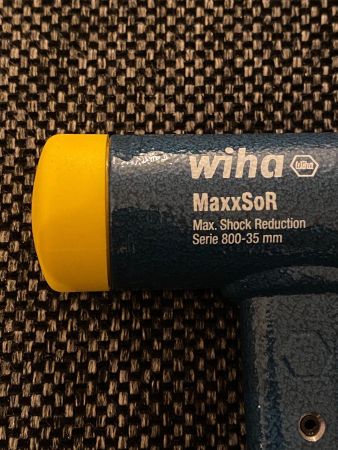 wiha wiha
MaxxSoR
Max. Shock Reduction
Serie 800-35 mm